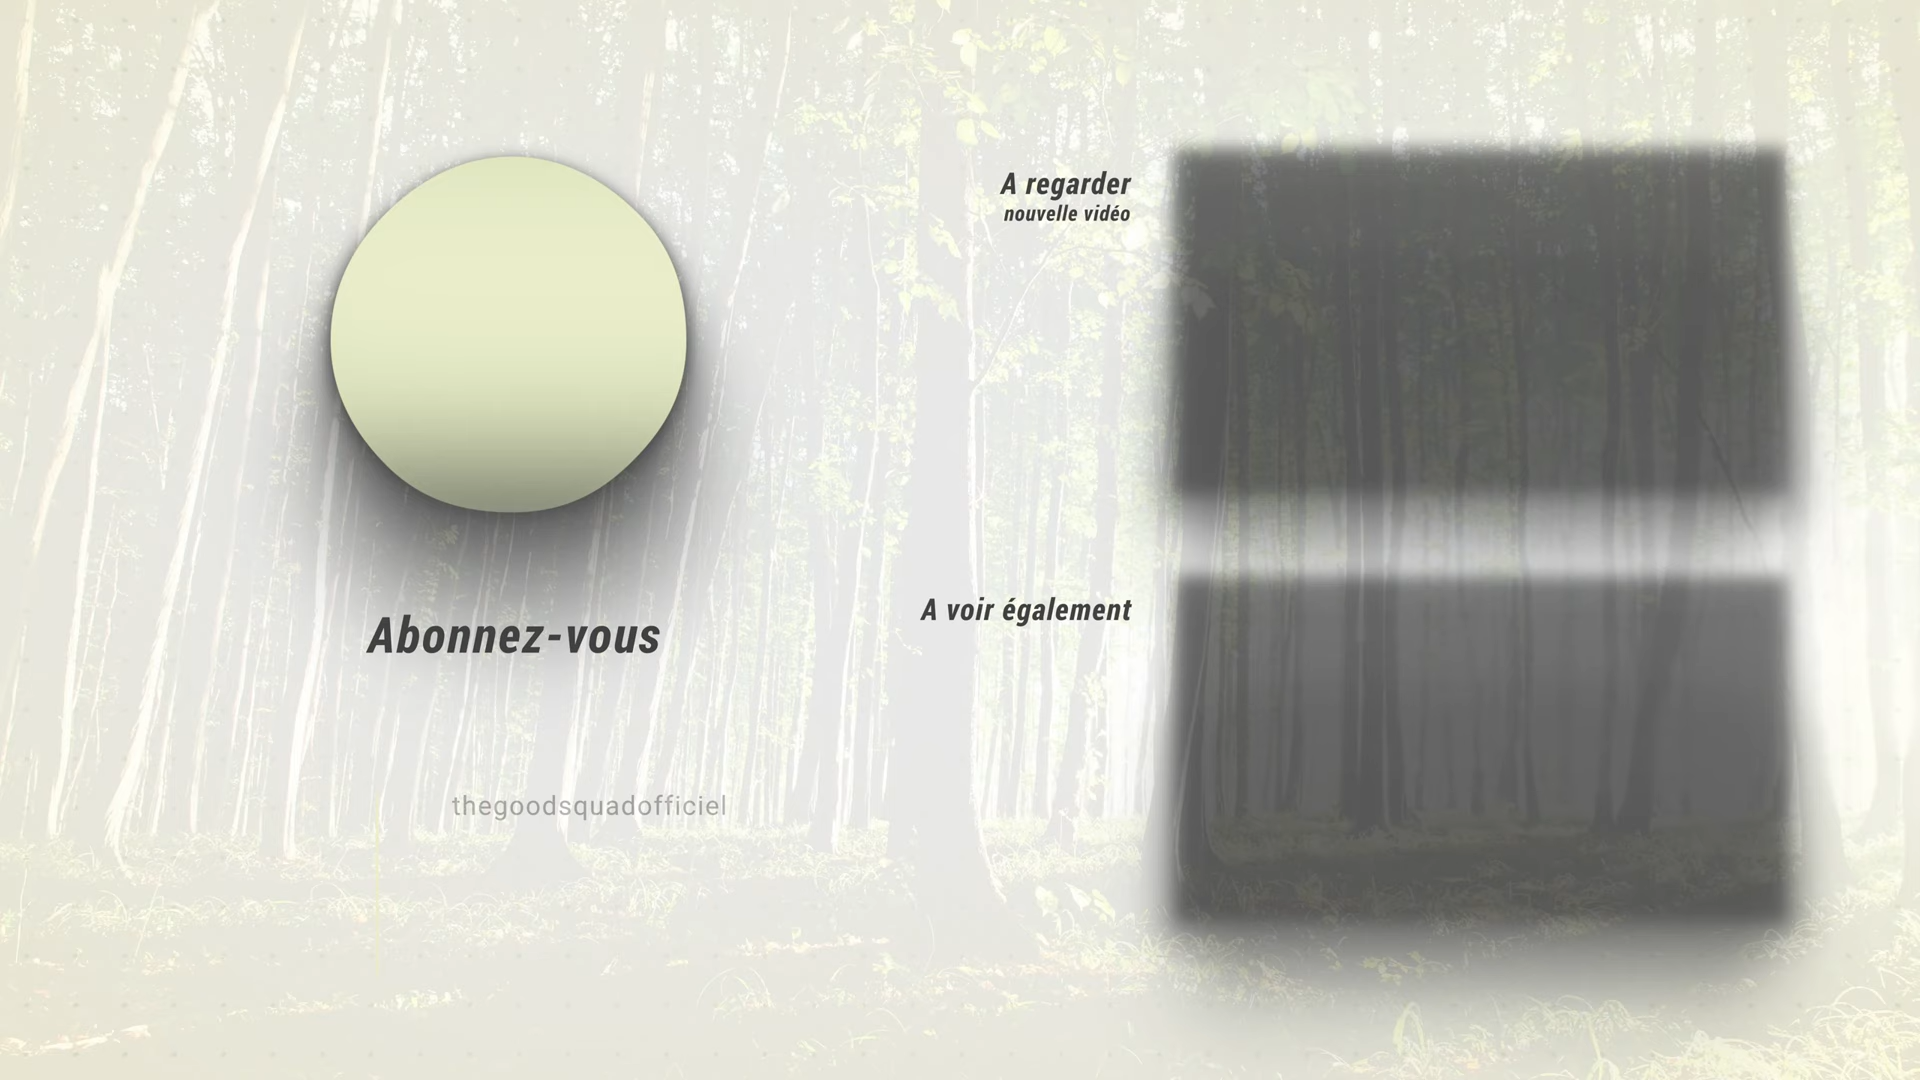 A regarder
nouvelle vidéo
A voir également
Abonnez-vous
thegoodsquadofficiel